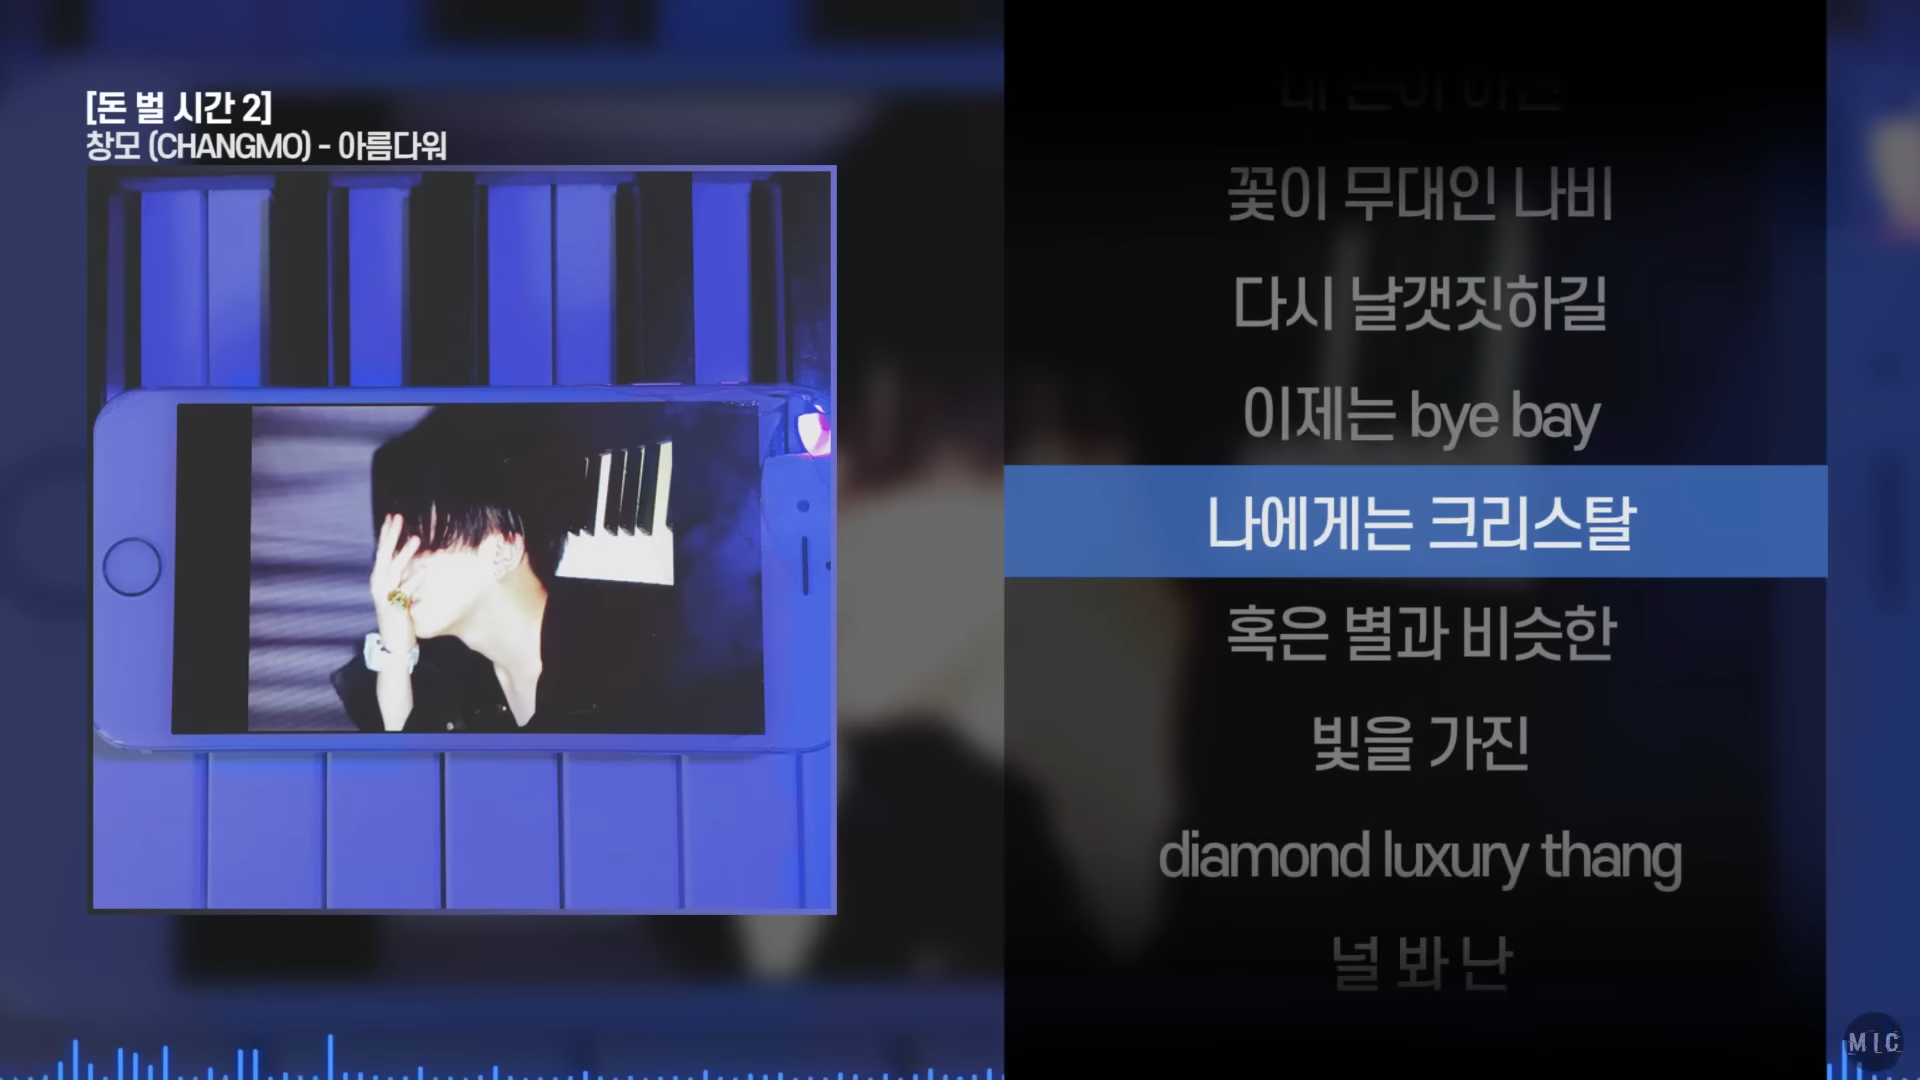 [돈 벌 시간 2]
창모 (CHANGMO) - 아름다워
꽃이 무대인 나비
다시 날갯짓하길
이제는 bye bay
나에게는 크리스탈
혹은 별과 비슷한
빛을 가진
diamond luxury thang
널 봐 난
MIC